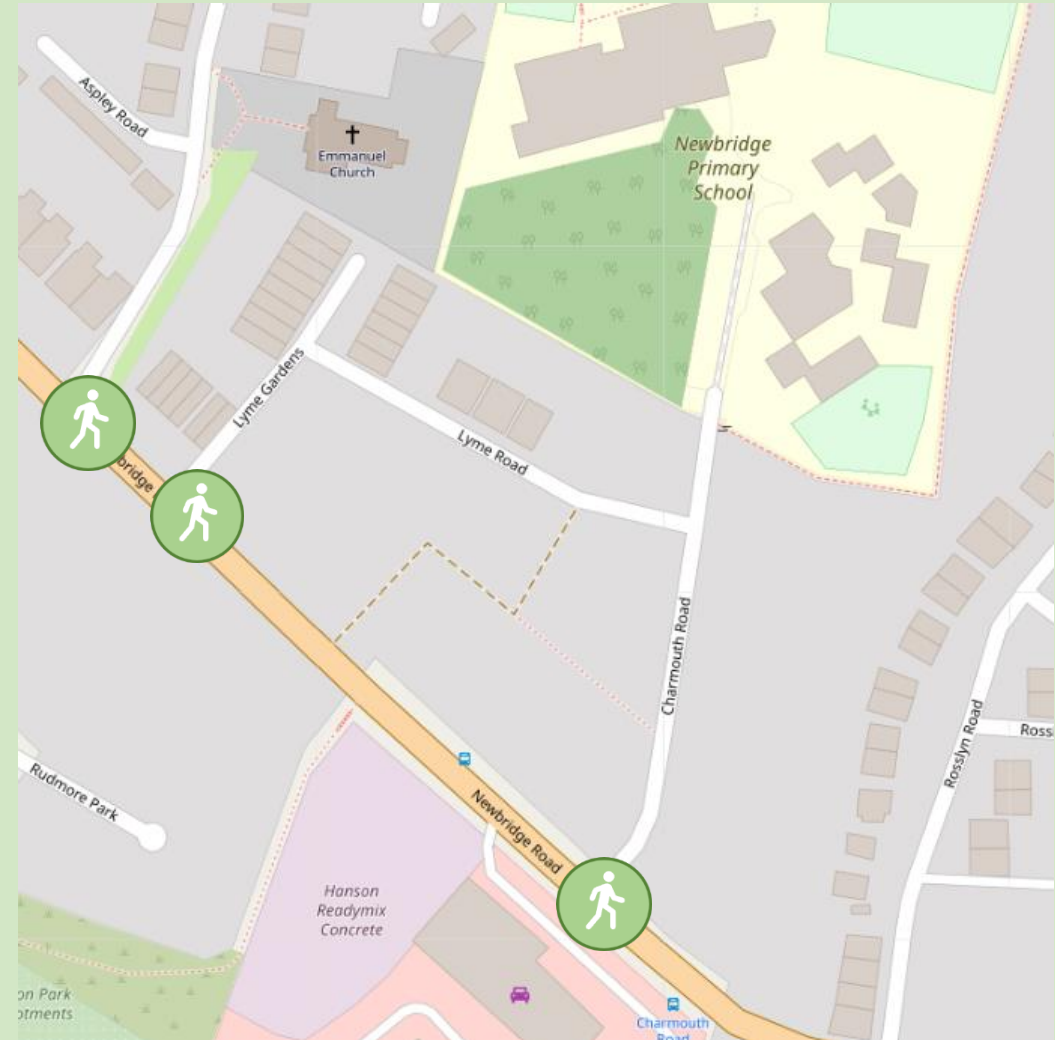 Aspley Road
Emmanuel
Church
Newbridge
Primary
School
Lyme Gardens
Lyme Road
bridge
Charmouth Road
Rosslyn Road
Ross
Rudmore Park
Newbridge Road
Hanson
Readymix
Concrete
on Park
otments
Charmouth
Road